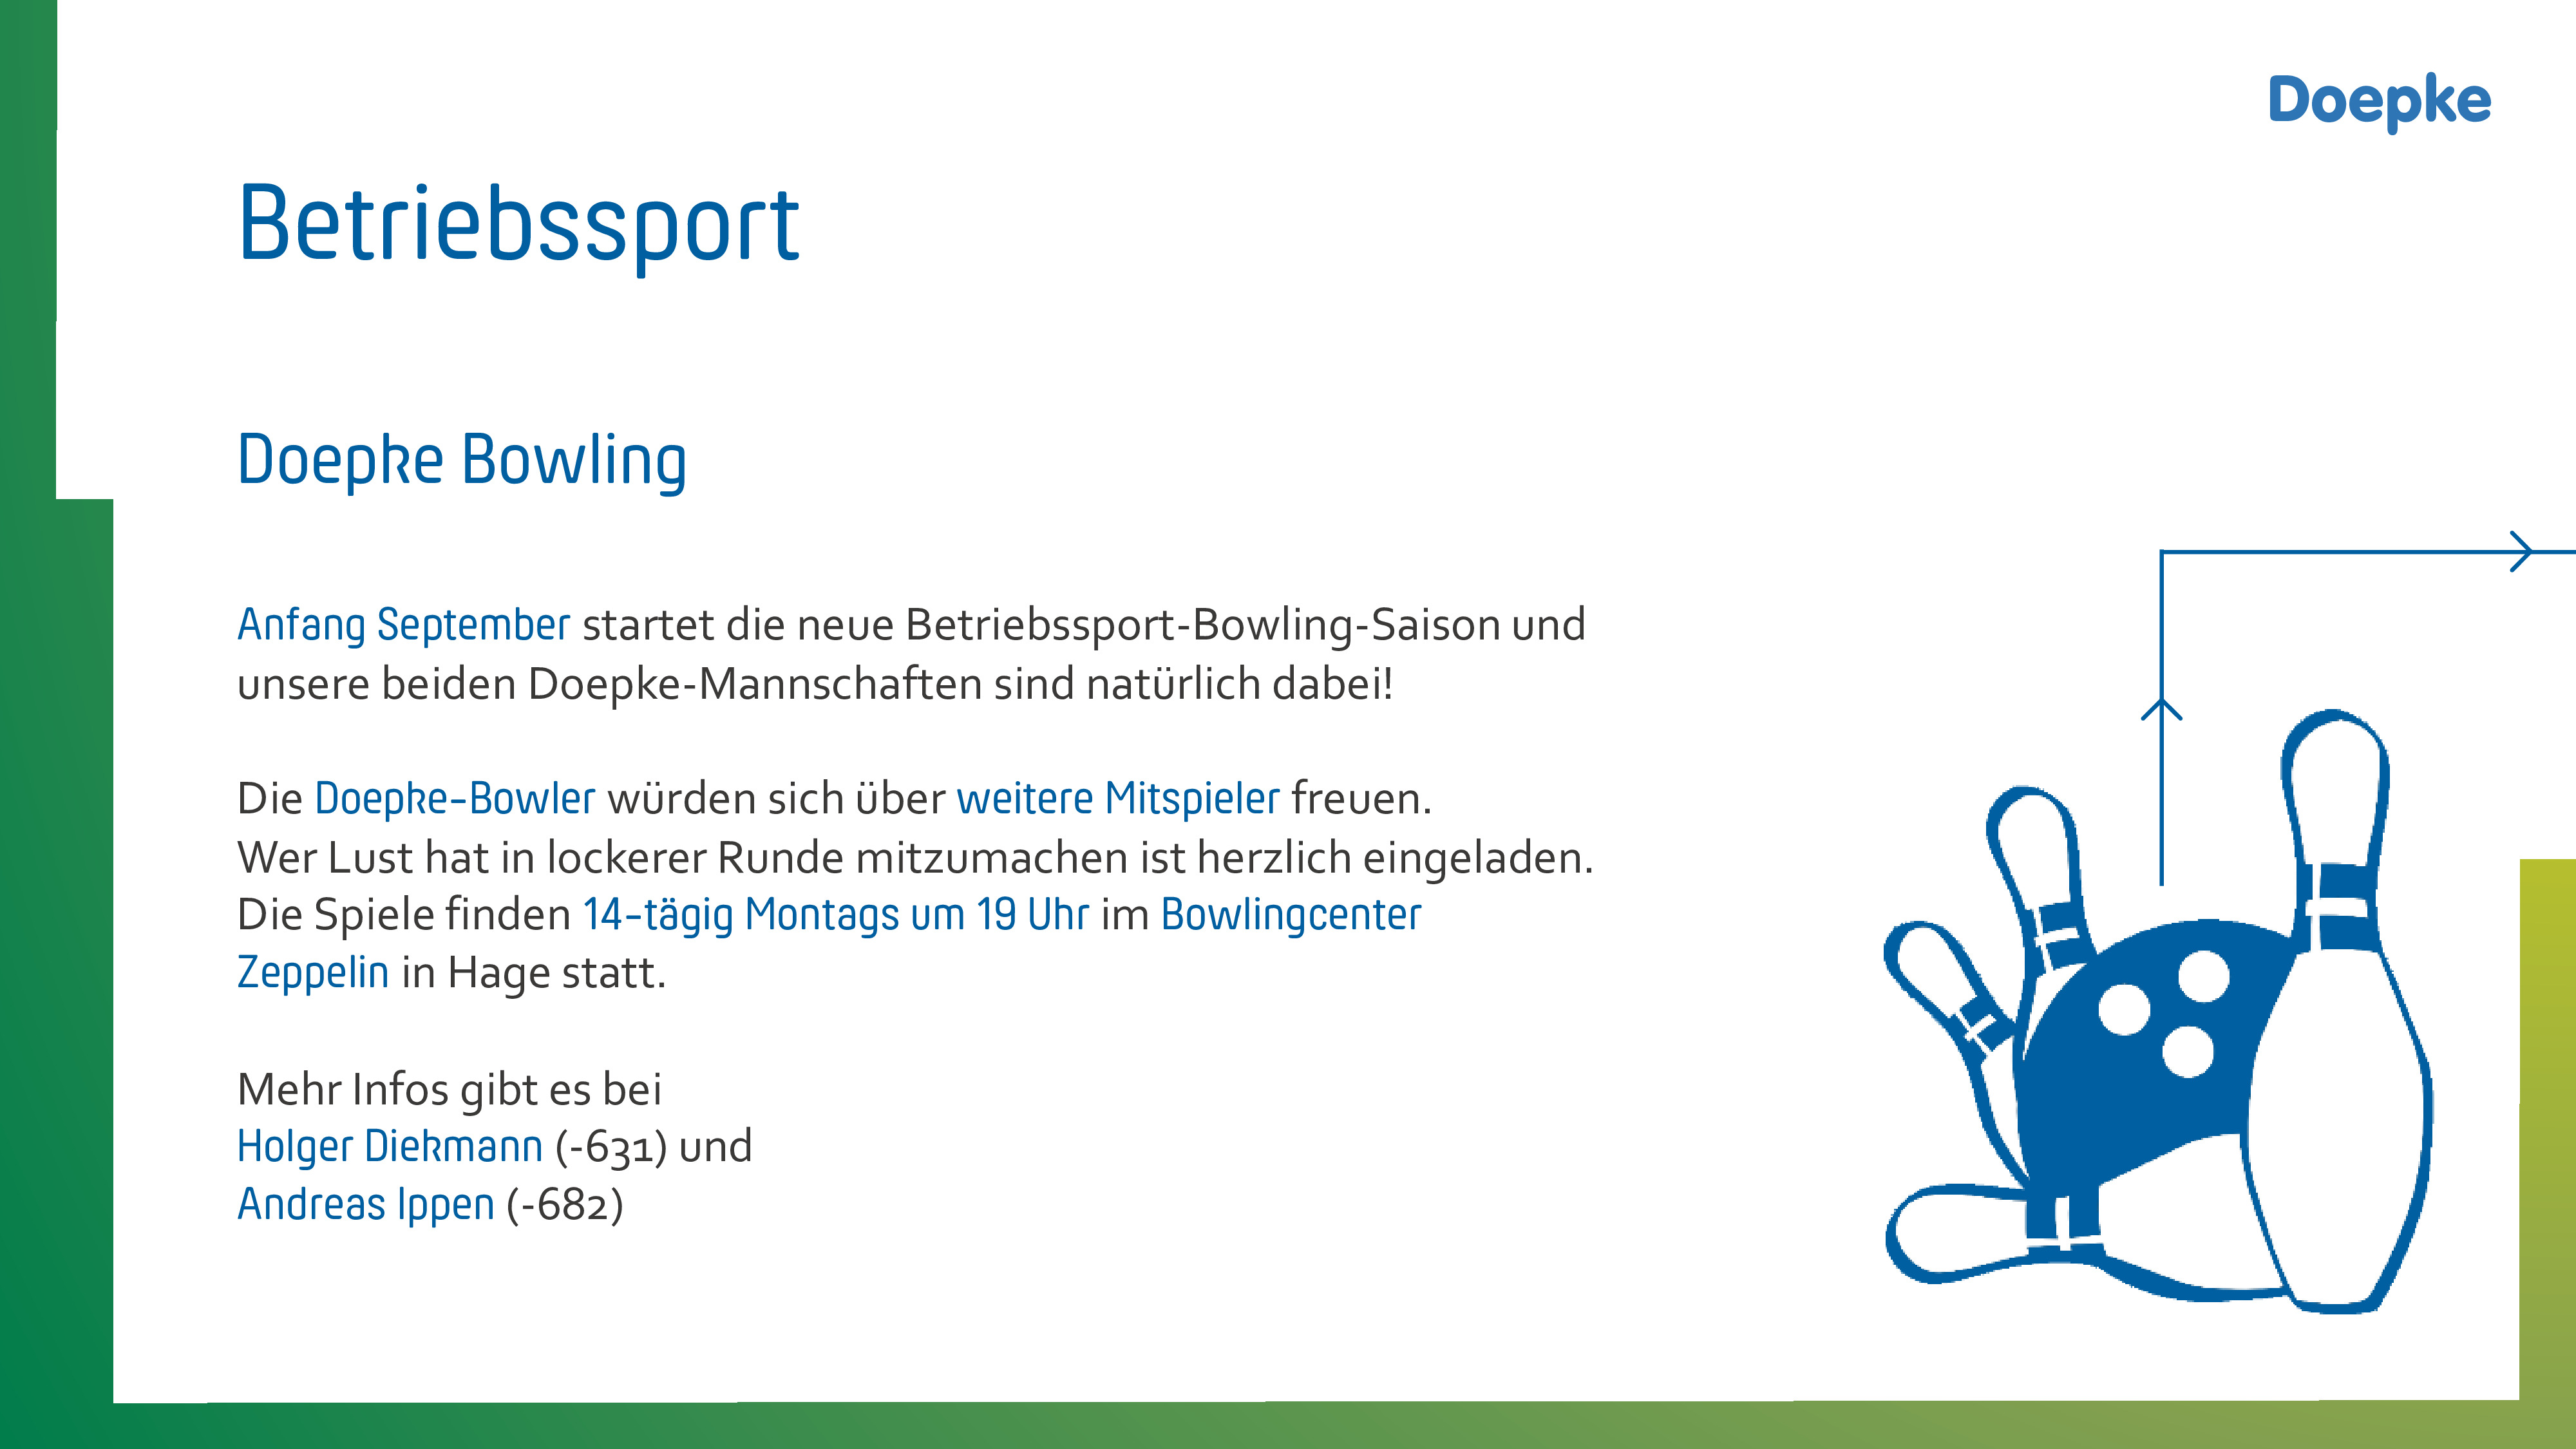 Doepke
Betriebssport
Doepke Bowling
Anfang September startet die neue Betriebssport-Bowling-Saison und
unsere beiden Doepke-Mannschaften sind natürlich dabei!
Die Doepke-Bowler würden sich über weitere Mitspieler freuen.
Wer Lust hat in lockerer Runde mitzumachen ist herzlich eingeladen.
Die Spiele finden 14-tägig Montags um 19 Uhr im Bowlingcenter
Zeppelin in Hage statt.
Mehr Infos gibt es bei
Holger Diekmann (-631) und
Andreas Ippen (-682)